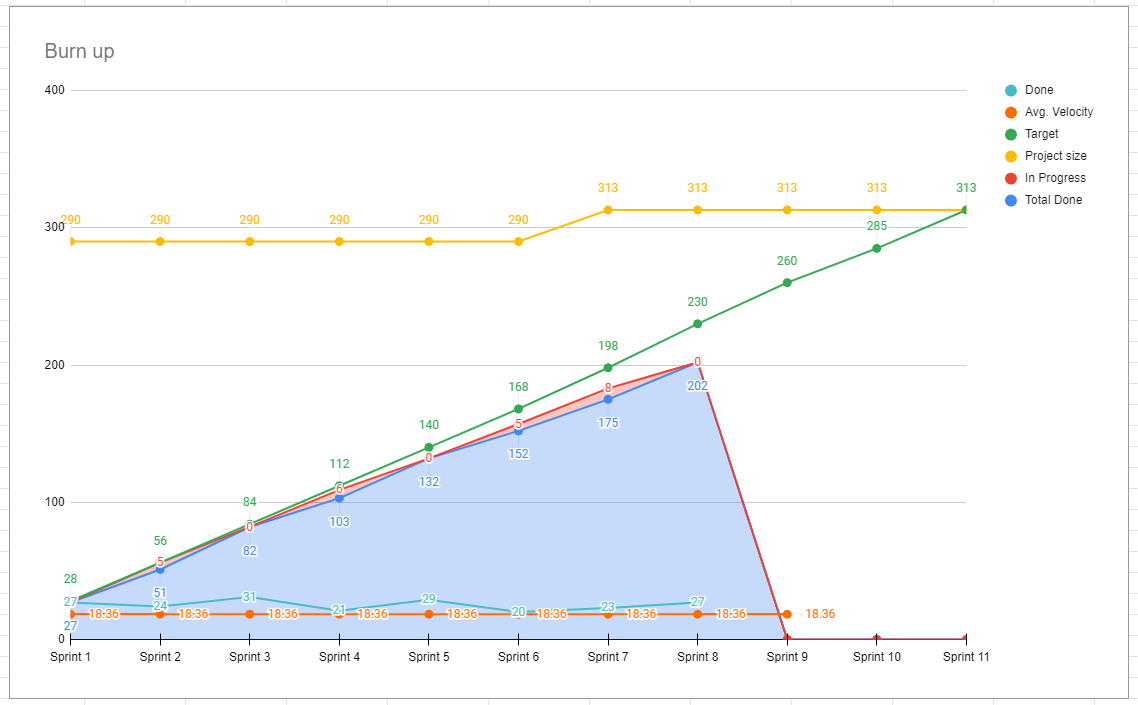 Burn up
400
Done
Avg. Velocity
Target
Project size
In Progress
Total Done
313 313 313 313 313
290 290 290 290 290 290
300
285
260
230
198
200
0
168
8
202
140
5
175
112
0
152
6
132
100
84
0
103
56
82
5
28
51
27 24 31 21 29 20 23 27
18.36 18.36 18.36 18.36 18.36 18.36 18.36 18.36 18.36
27
0
Sprint 1 Sprint 2 Sprint 3 Sprint 4 Sprint 5 Sprint 6 Sprint 7 Sprint 8 Sprint 9 Sprint 10 Sprint 11